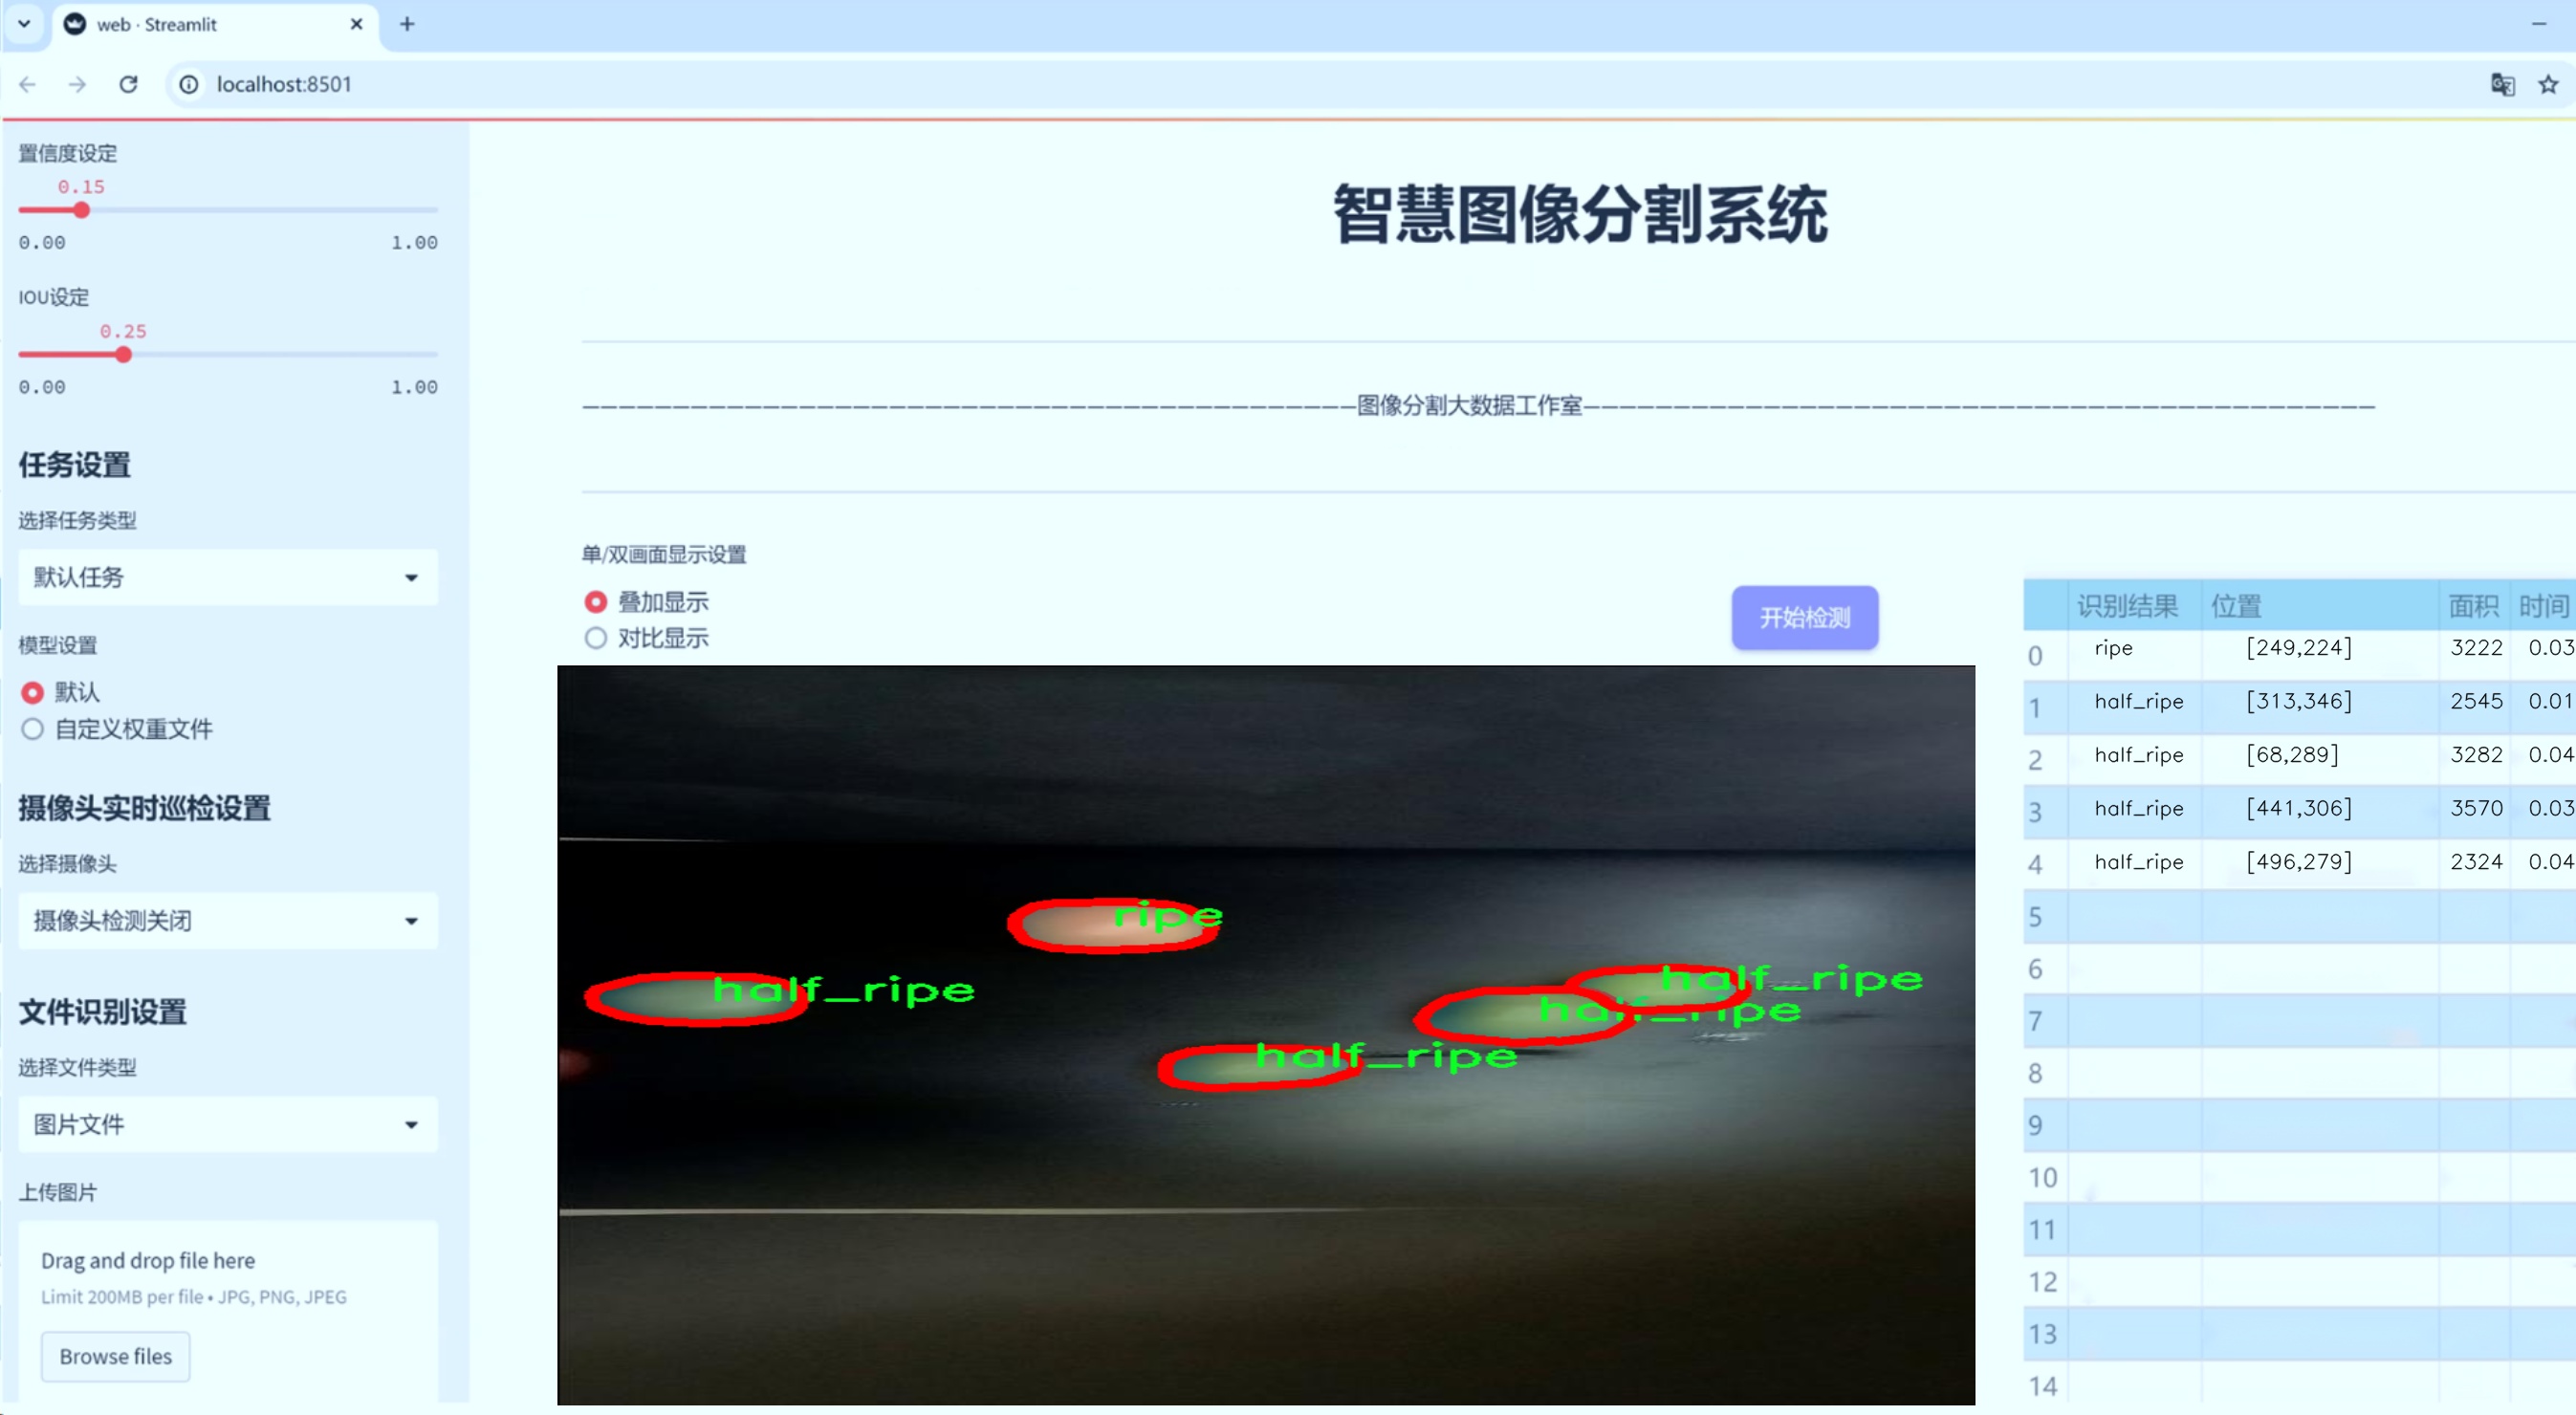 web · Streamlit
localhost:8501
置信度设定
0.15
0.00 1.00
IOU设定
0.25
0.00 1.00
任务设置
选择任务类型
默认任务
模型设置
默认
自定义权重文件
摄像头实时巡检设置
选择摄像头
摄像头检测关闭
文件识别设置
选择文件类型
图片文件
上传图片
Drag and drop file here
Limit 200MB per file • JPG, PNG, JPEG
Browse files
智慧图像分割系统
———————————————————————————————————————————图像分割大数据工作室————————————————————————————————————————————
单/双画面显示设置
叠加显示
对比显示
开始检测
ripe
half_ripe
half_ripe
half_ripe
half_ripe
识别结果 位置 面积 时间
0 ripe [249,224] 3222 0.03
1 half_ripe [313,346] 2545 0.01
2 half_ripe [68,289] 3282 0.04
3 half_ripe [441,306] 3570 0.03
4 half_ripe [496,279] 2324 0.04
5
6
7
8
9
10
11
12
13
14